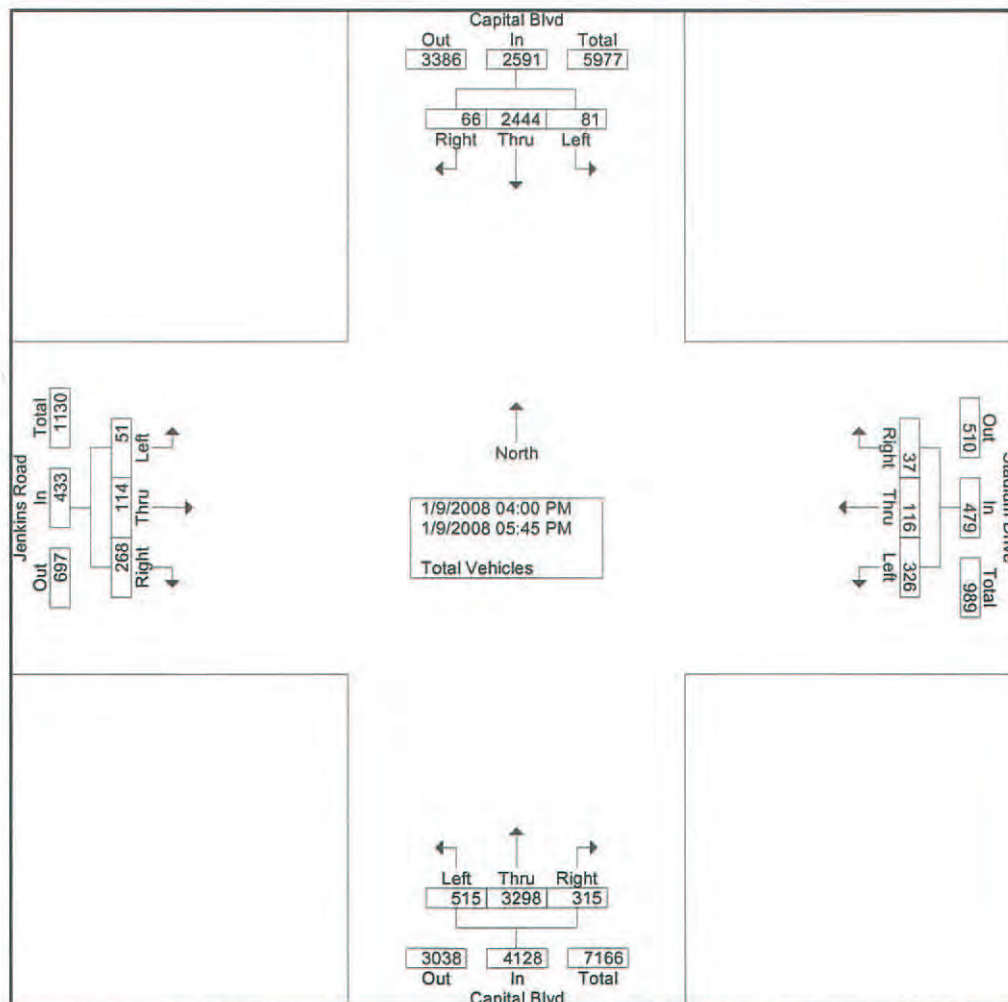 Capital Blvd
Out In Total
3386 2591 5977
66 2444 81
Right Thru Left
Jenkins Road
Out In Total
697 433 1130
51 114 268
Left Thru Right
North
1/9/2008 04:00 PM
1/9/2008 05:45 PM
Total Vehicles
Out In Total
510 479 989
37 116 326
Right Thru Left
Left Thru Right
515 3298 315
3038 4128 7166
Out In Total
Capital Blvd